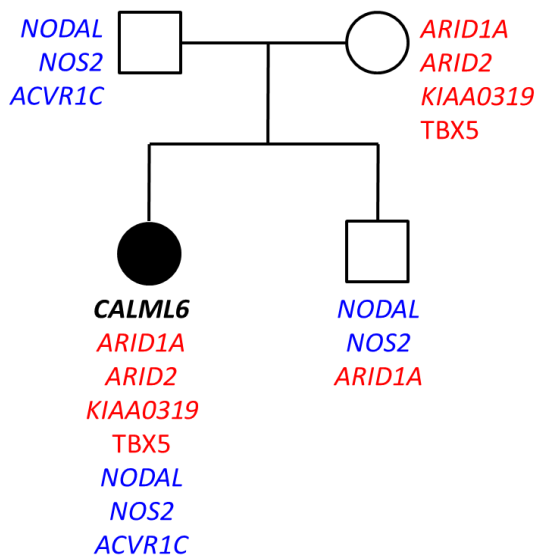 NODAL
NOS2
ACVR1C
ARID1A
ARID2
KIAA0319
TBX5
CALML6
ARID1A
ARID2
KIAA0319
TBX5
NODAL
NOS2
ACVR1C
NODAL
NOS2
ARID1A